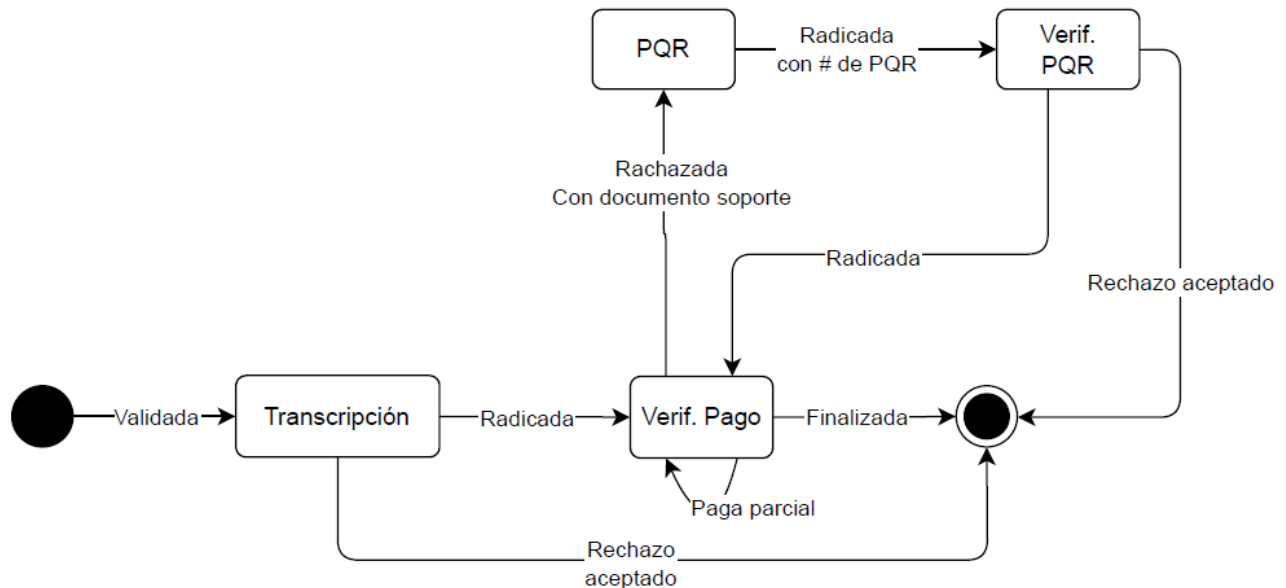 PQR
Radicada
con # de PQR
Verif.
PQR
Rachazada
Con documento soporte
Radicada
Rechazo aceptado
Validada
Transcripción
Radicada
Verif. Pago
Finalizada
Paga parcial
Rechazo
aceptado